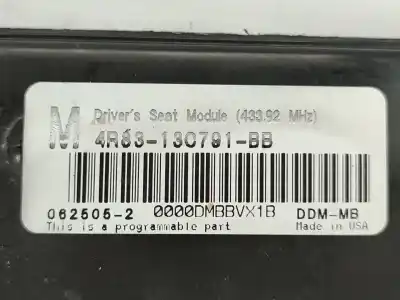 Driver's Seat Module (433.92 MHz)
M 4R83-13C791-BB
062505-2 0000DMBBVX1B DDM-MB
This is a programmable part Made in USA